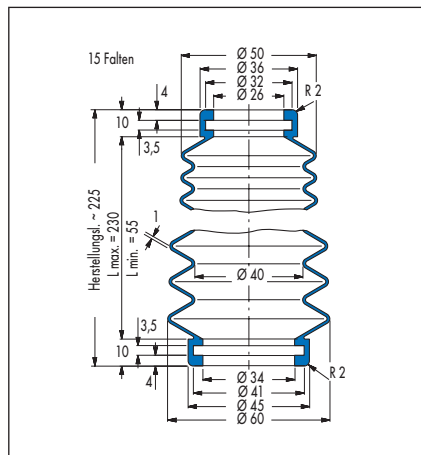 Ø 50
15 Falten
Ø 36
Ø 32
Ø 26
4
R 2
10
3,5
Herstellungsl. ~ 225
L max. = 230
L min. = 55
1
Ø 40
3,5
10
4
Ø 34
R 2
Ø 41
Ø 45
Ø 60